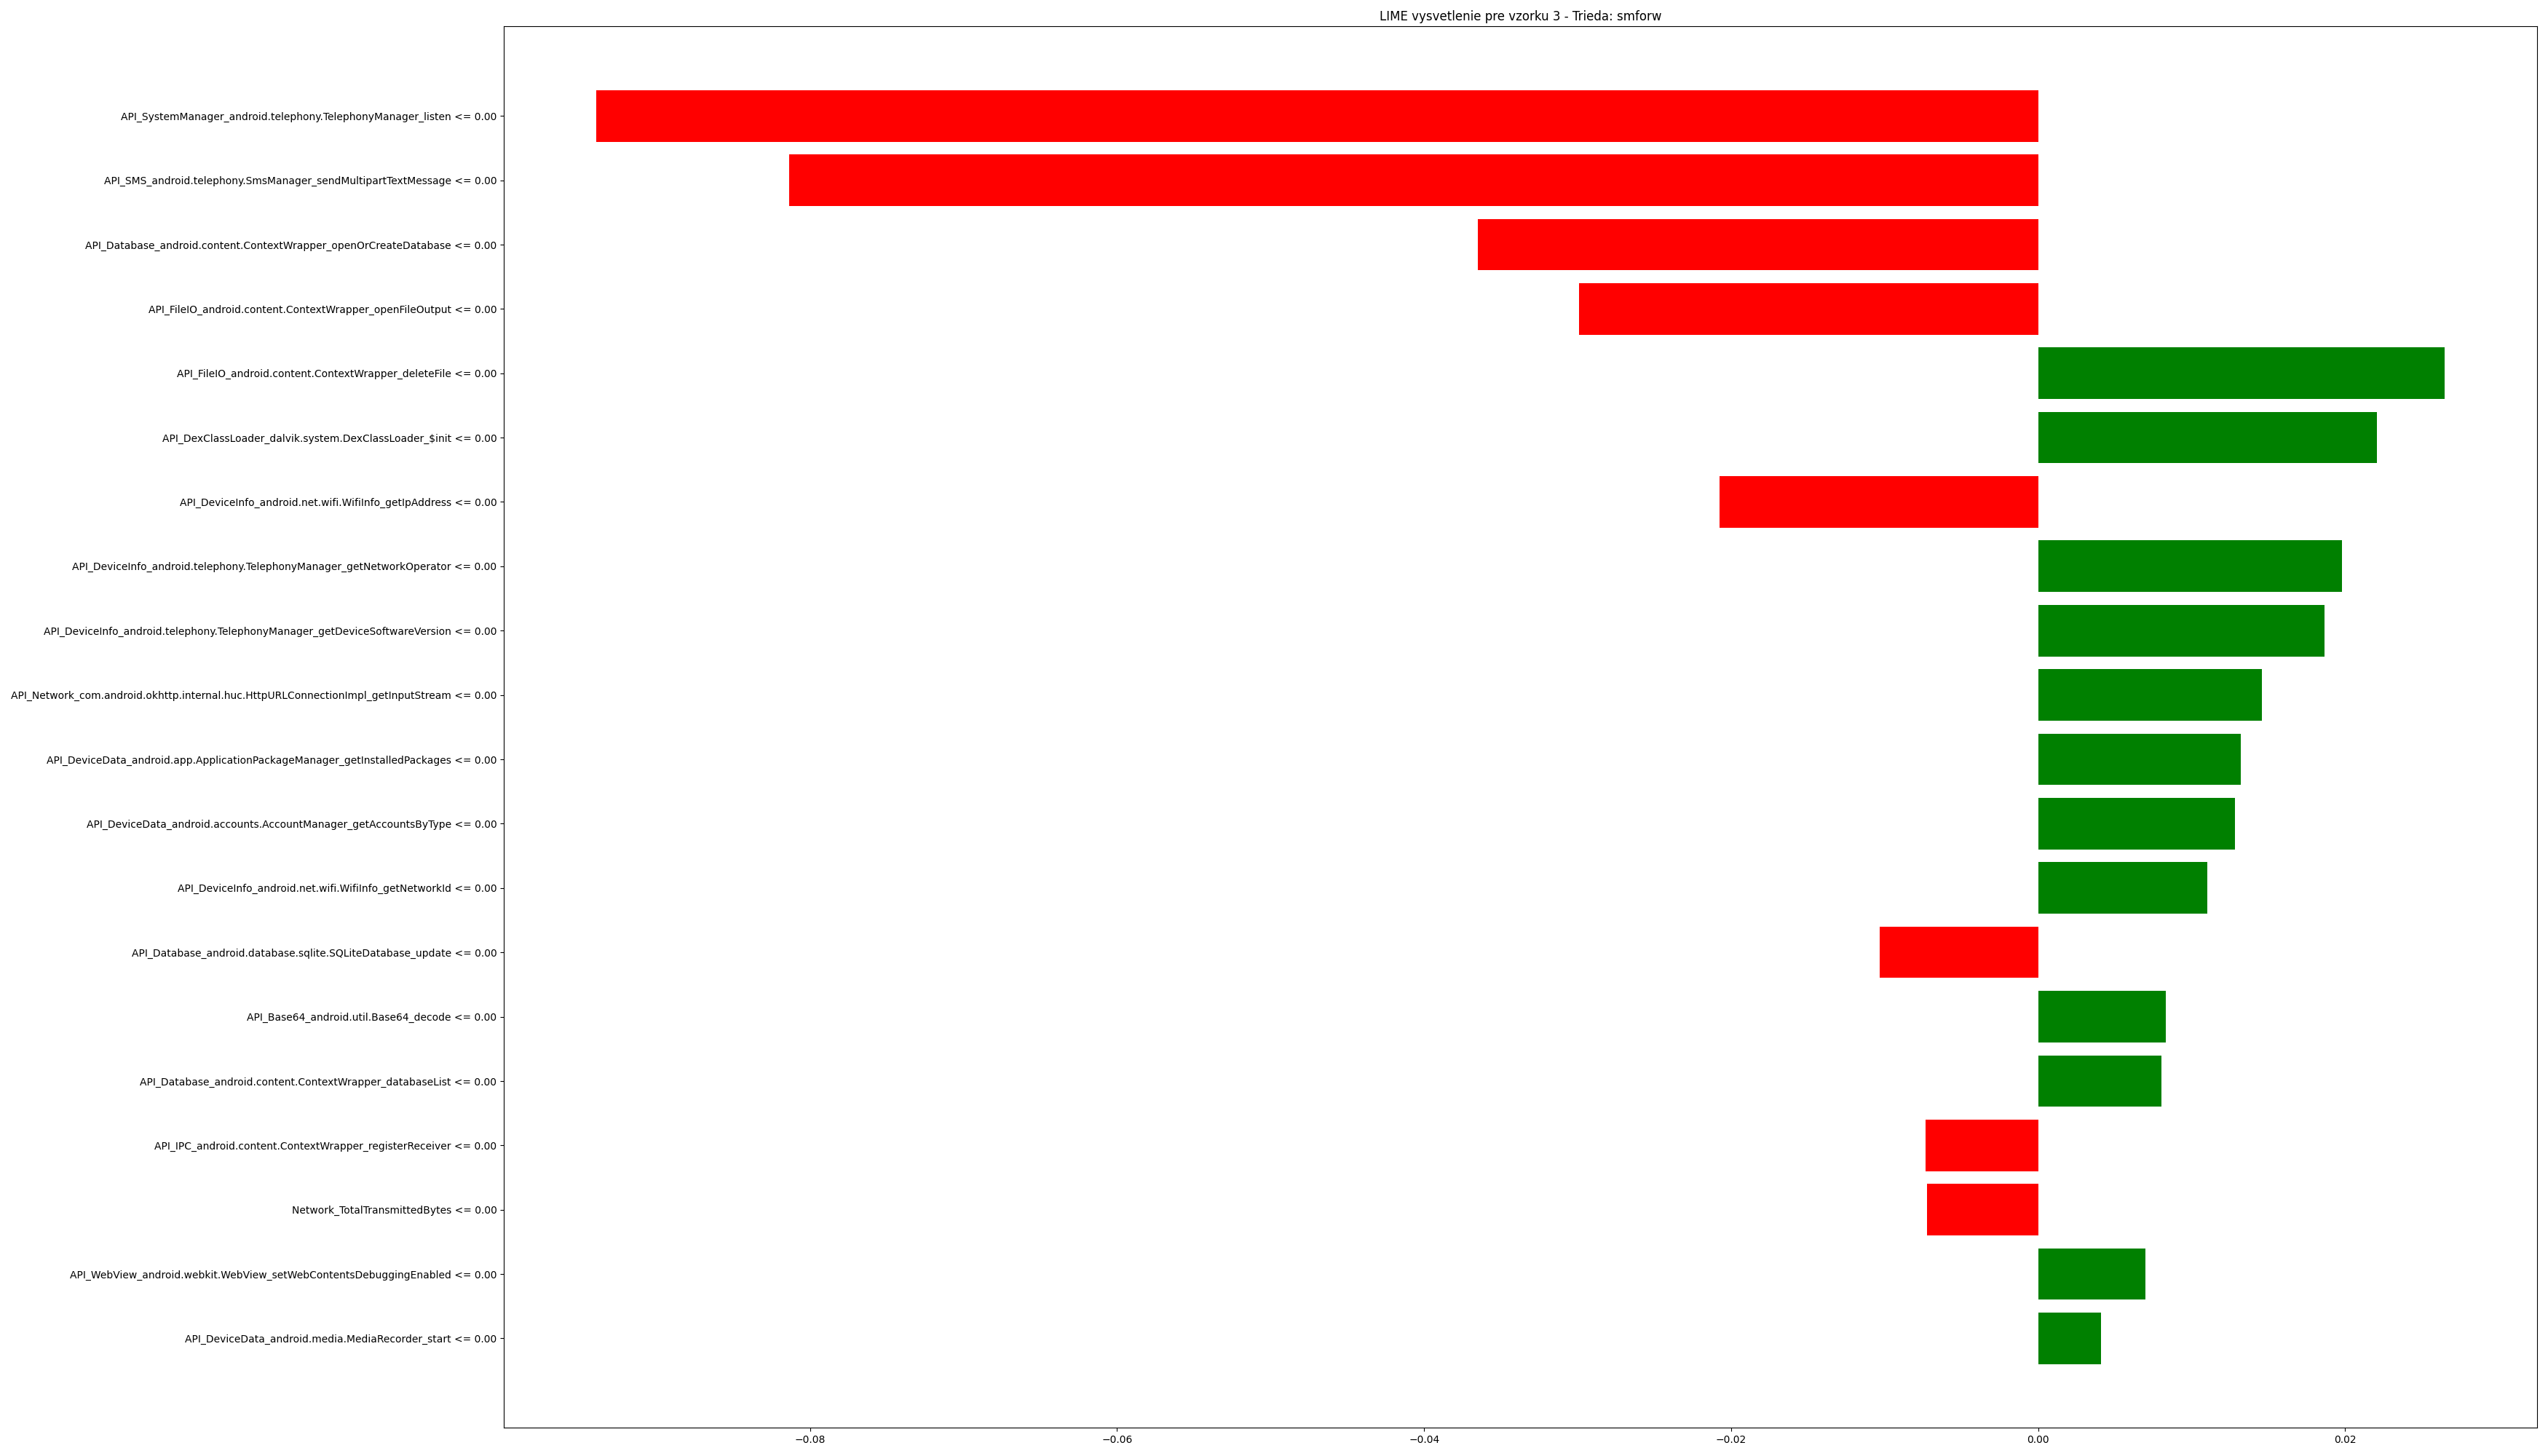 LIME vysvetlenie pre vzorku 3 - Trieda: smforw
API_SystemManager_android.telephony.TelephonyManager_listen <= 0.00
API_SMS_android.telephony.SmsManager_sendMultipartTextMessage <= 0.00
API_Database_android.content.ContextWrapper_openOrCreateDatabase <= 0.00
API_FileIO_android.content.ContextWrapper_openFileOutput <= 0.00
API_FileIO_android.content.ContextWrapper_deleteFile <= 0.00
API_DexClassLoader_dalvik.system.DexClassLoader_$init <= 0.00
API_DeviceInfo_android.net.wifi.WifiInfo_getIpAddress <= 0.00
API_DeviceInfo_android.telephony.TelephonyManager_getNetworkOperator <= 0.00
API_DeviceInfo_android.telephony.TelephonyManager_getDeviceSoftwareVersion <= 0.00
API_Network_com.android.okhttp.internal.huc.HttpURLConnectionImpl_getInputStream <= 0.00
API_DeviceData_android.app.ApplicationPackageManager_getInstalledPackages <= 0.00
API_DeviceData_android.accounts.AccountManager_getAccountsByType <= 0.00
API_DeviceInfo_android.net.wifi.WifiInfo_getNetworkId <= 0.00
API_Database_android.database.sqlite.SQLiteDatabase_update <= 0.00
API_Base64_android.util.Base64_decode <= 0.00
API_Database_android.content.ContextWrapper_databaseList <= 0.00
API_IPC_android.content.ContextWrapper_registerReceiver <= 0.00
Network_TotalTransmittedBytes <= 0.00
API_WebView_android.webkit.WebView_setWebContentsDebuggingEnabled <= 0.00
API_DeviceData_android.media.MediaRecorder_start <= 0.00
−0.08 −0.06 −0.04 −0.02 0.00 0.02